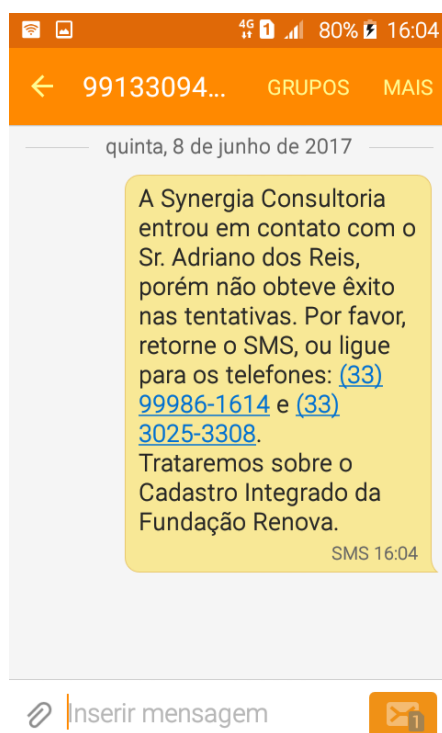 4G 1 80% 16:04
99133094... GRUPOS MAIS
quinta, 8 de junho de 2017
A Synergia Consultoria
entrou em contato com o
Sr. Adriano dos Reis,
porém não obteve êxito
nas tentativas. Por favor,
retorne o SMS, ou ligue
para os telefones: (33)
99986-1614 e (33)
3025-3308.
Trataremos sobre o
Cadastro Integrado da
Fundação Renova.
SMS 16:04
Inserir mensagem
1